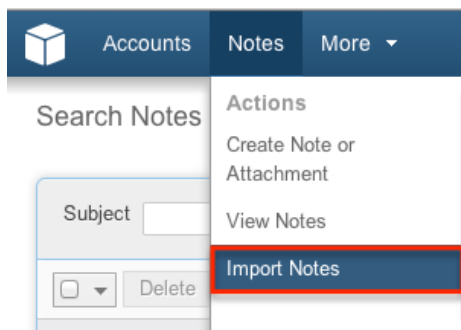 Accounts Notes More
Search Notes
Actions
Create Note or
Attachment
Subject
View Notes
Import Notes
Delete